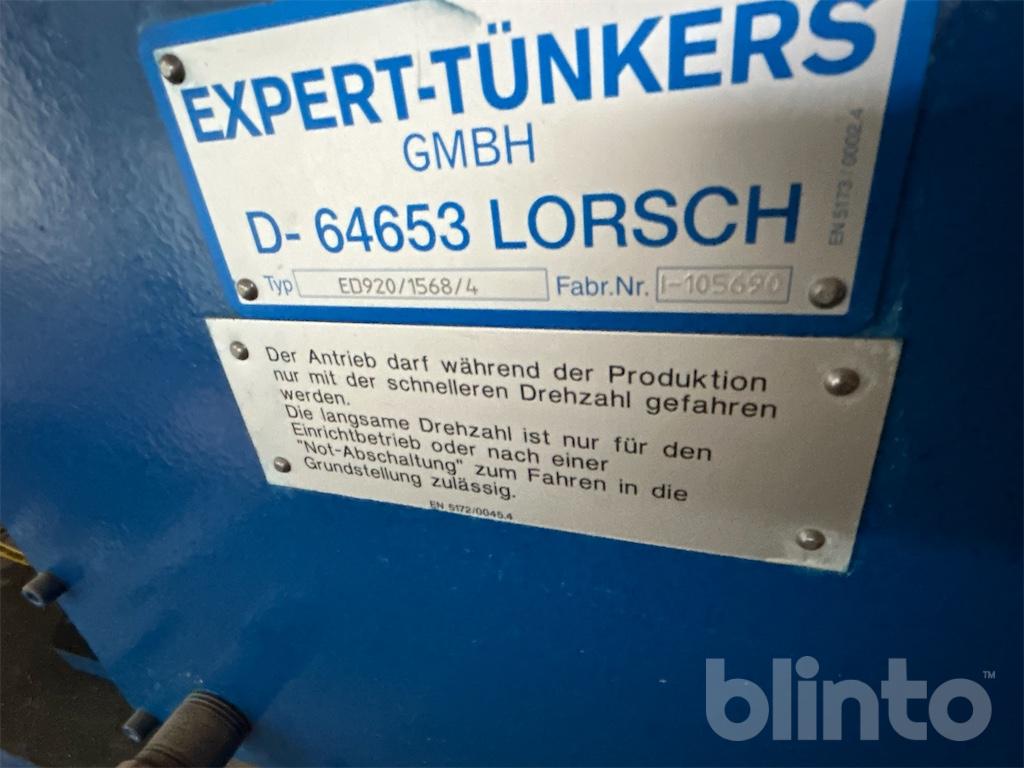 EXPERT-TÜNKERS
GMBH
D- 64653 LORSCH
Typ ED920/1568/4 Fabr.Nr. I-105690
EN 5173/0002.4
Der Antrieb darf während der Produktion
nur mit der schnelleren Drehzahl gefahren
werden.
Die langsame Drehzahl ist nur für den
Einrichtbetrieb oder nach einer
"Not-Abschaltung" zum Fahren in die
Grundstellung zulässig.
EN 5172/0045.4
blinto™